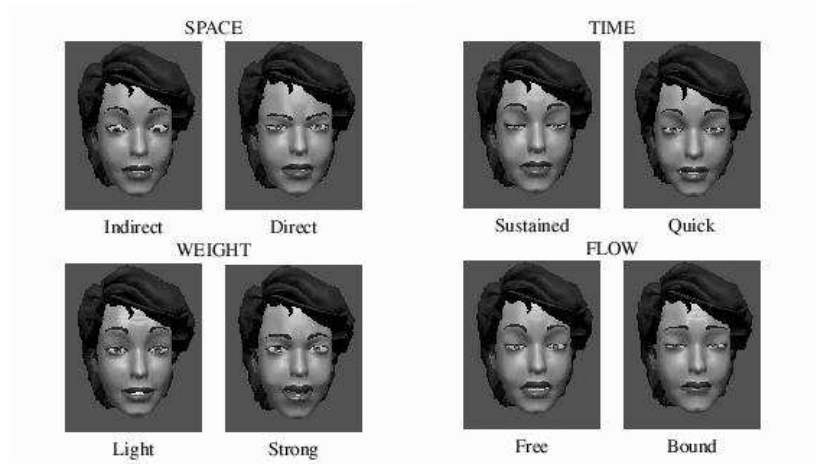 SPACE
TIME
Indirect
Direct
Sustained
Quick
WEIGHT
FLOW
Light
Strong
Free
Bound